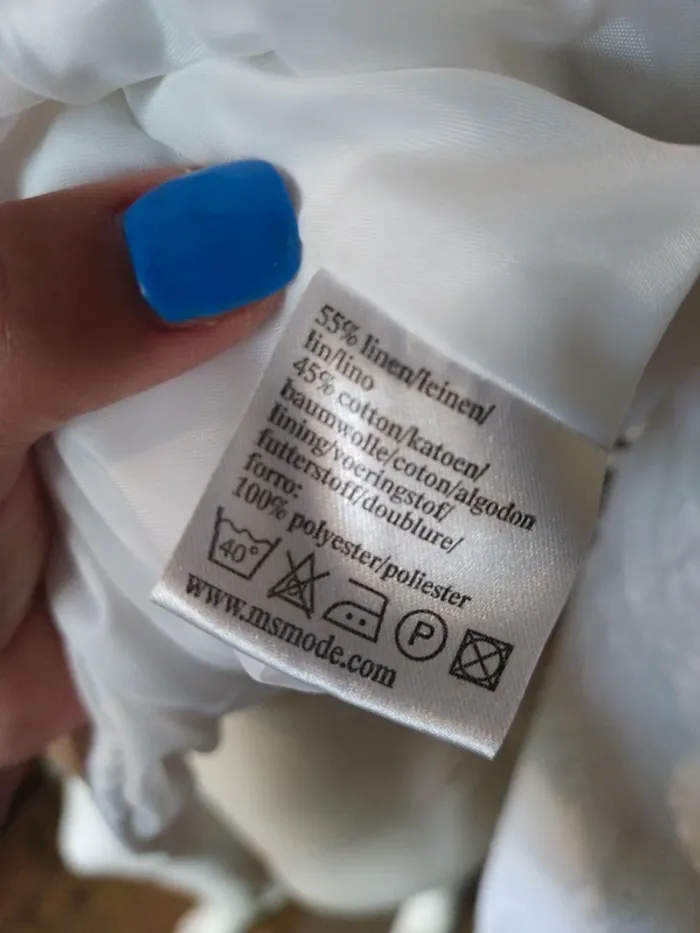 55% linen/leinen/
lin/lino
45% cotton/katoen/
baumwolle/coton/algodon
lining/voeringstof/
futterstoff/doublure/
forro:
100% polyester/poliester
40° P
www.msmode.com